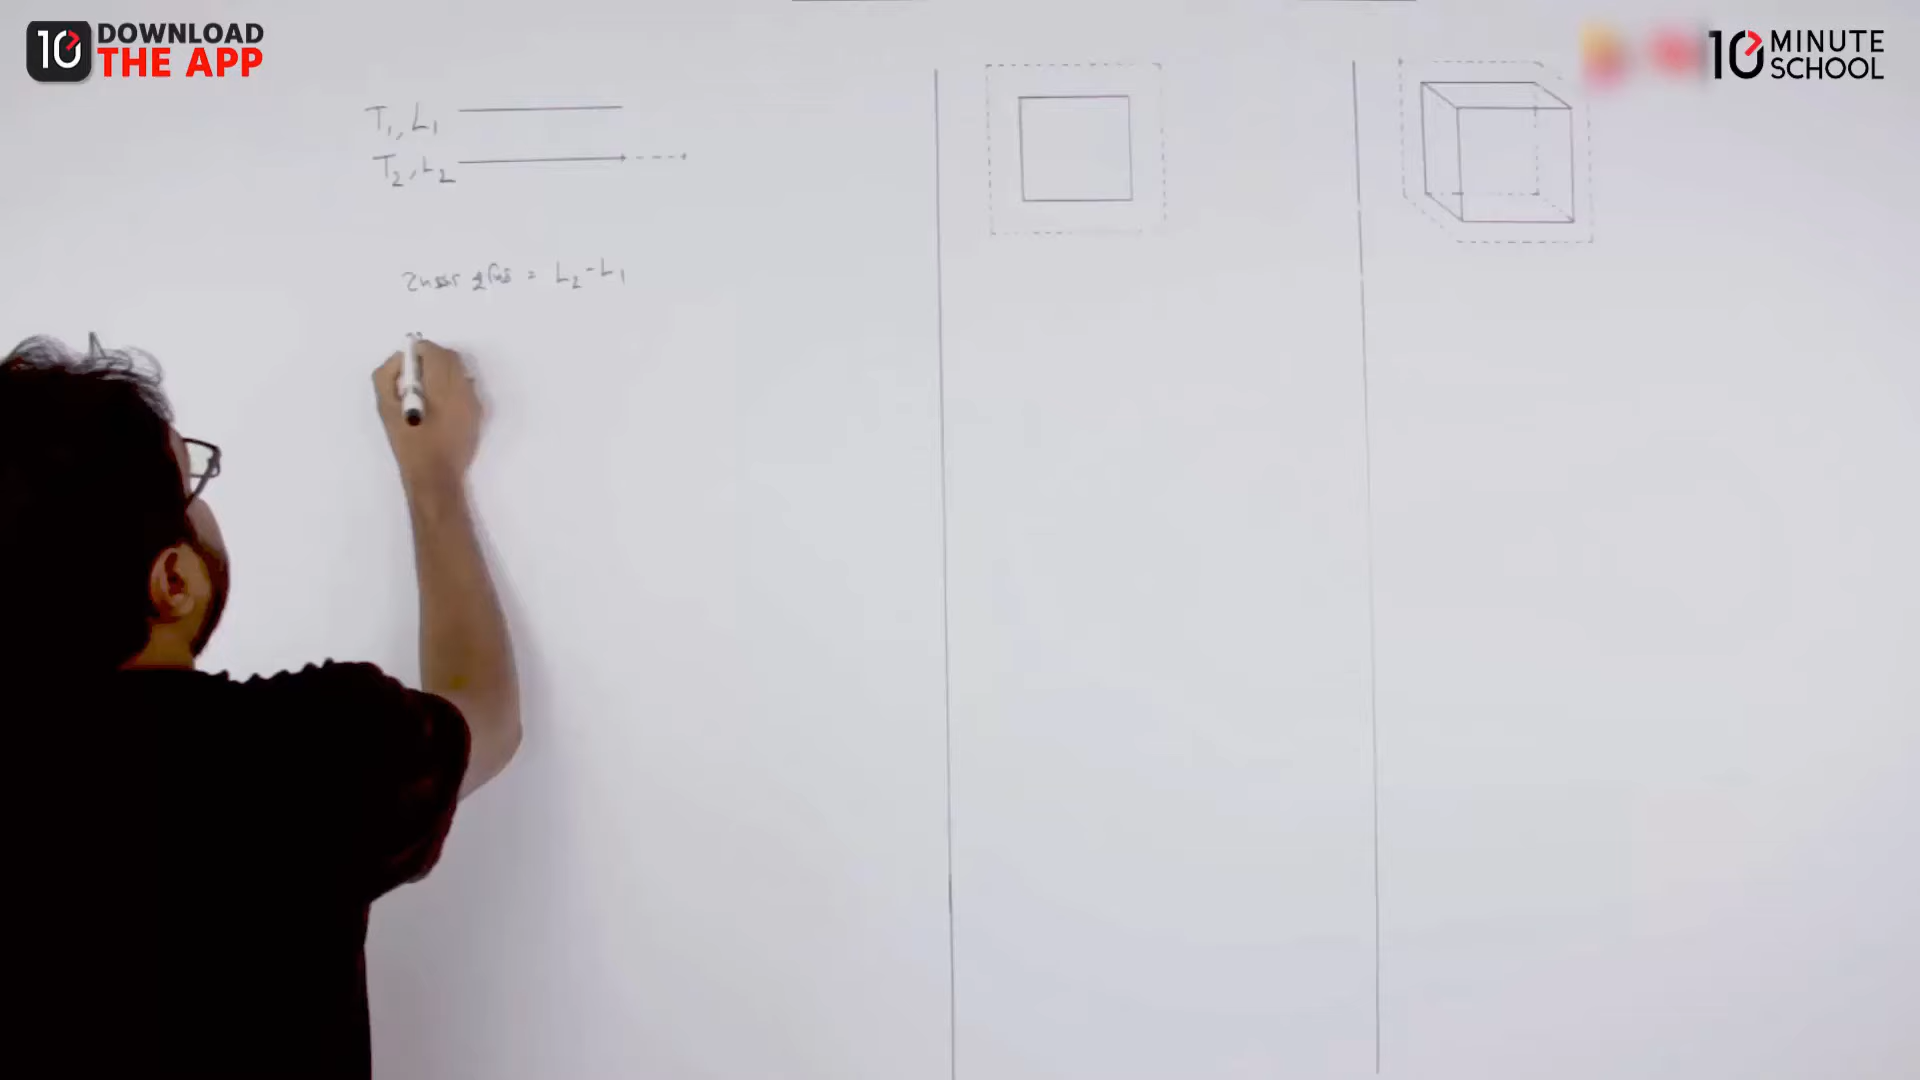 DOWNLOAD
THE APP
10 MINUTE
SCHOOL
T₁, L₁
T₂, L₂
বৃদ্ধি = L₂ - L₁